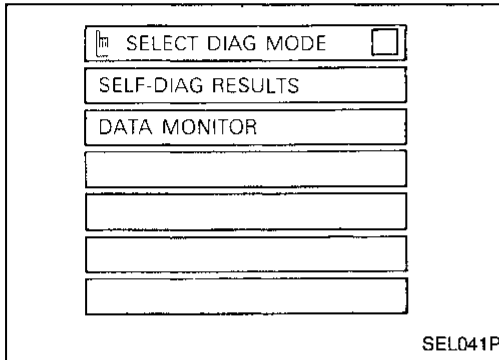 SELECT DIAG MODE
SELF-DIAG RESULTS
DATA MONITOR
SEL041P